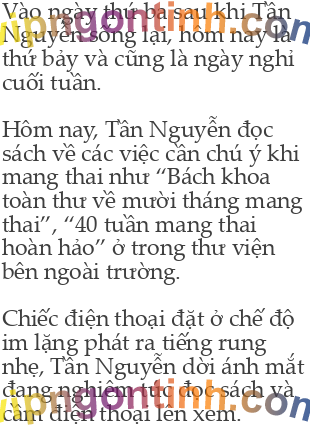 Vào ngày thứ ba sau khi Tần
Nguyễn sống lại, hôm nay là
thứ bảy và cũng là ngày nghỉ
cuối tuần.
Hôm nay, Tần Nguyễn đọc
sách về các việc cần chú ý khi
mang thai như “Bách khoa
toàn thư về mười tháng mang
thai”, “40 tuần mang thai
hoàn hảo” ở trong thư viện
bên ngoài trường.
Chiếc điện thoại đặt ở chế độ
im lặng phát ra tiếng rung
nhẹ, Tần Nguyễn dời ánh mắt
đang nghiêm túc đọc sách và
cầm điện thoại lên xem.
vipngontinh.com
vipngontinh.com